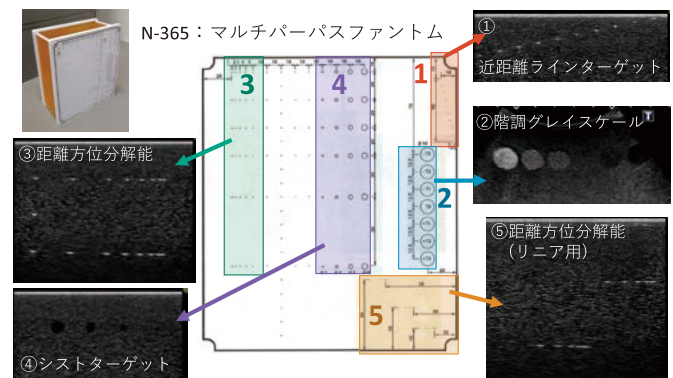 N-365：マルチパーパスファントム
①
近距離ラインターゲット
②階調グレイスケール
T
③距離方位分解能
④シストターゲット
⑤距離方位分解能
(リニア用)
1
2
3
4
5